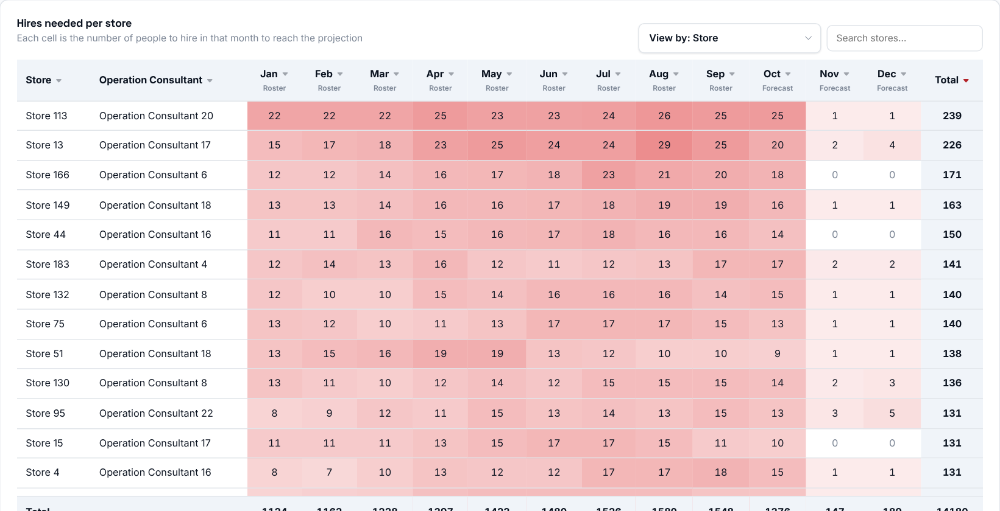 Hires needed per store
Each cell is the number of people to hire in that month to reach the projection
View by: Store
Search stores...
Store Operation Consultant Jan Feb Mar Apr May Jun Jul Aug Sep Oct Nov Dec Total
Roster Roster Roster Roster Roster Roster Roster Roster Roster Forecast Forecast Forecast
Store 113 Operation Consultant 20 22 22 22 25 23 23 24 26 25 25 1 1 239
Store 13 Operation Consultant 17 15 17 18 23 25 24 24 29 25 20 2 4 226
Store 166 Operation Consultant 6 12 12 14 16 17 18 23 21 20 18 0 0 171
Store 149 Operation Consultant 18 13 13 14 16 16 17 18 19 19 16 1 1 163
Store 44 Operation Consultant 16 11 11 16 15 16 17 18 16 16 14 0 0 150
Store 183 Operation Consultant 4 12 14 13 16 12 11 12 13 17 17 2 2 141
Store 132 Operation Consultant 8 12 10 10 15 14 16 16 16 14 15 1 1 140
Store 75 Operation Consultant 6 13 12 10 11 13 17 17 17 15 13 1 1 140
Store 51 Operation Consultant 18 13 15 16 19 19 13 12 10 10 9 1 1 138
Store 130 Operation Consultant 8 13 11 10 12 14 12 15 15 15 14 2 3 136
Store 95 Operation Consultant 22 8 9 12 11 15 13 14 13 15 13 3 5 131
Store 15 Operation Consultant 17 11 11 11 13 15 17 17 15 11 10 0 0 131
Store 4 Operation Consultant 16 8 7 10 13 12 12 17 17 18 15 1 1 131
Total